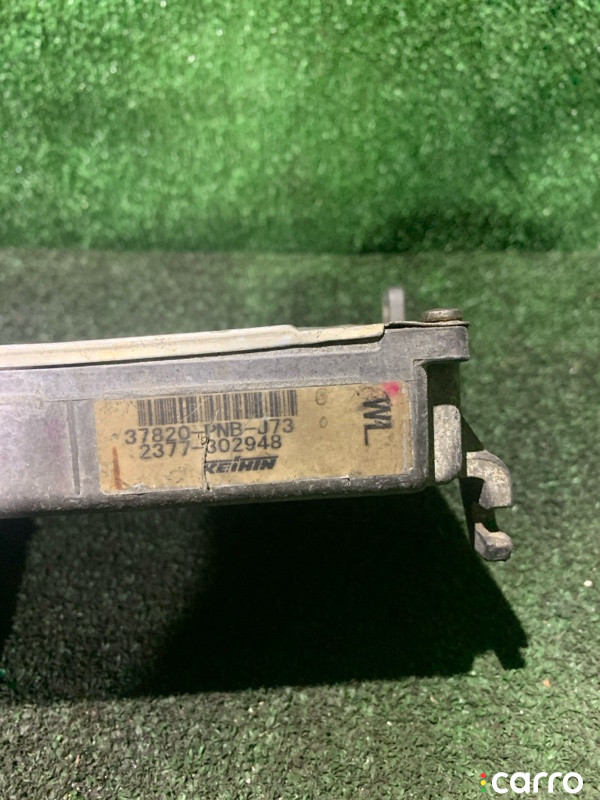 37820-PNB-J73
2377-302948
KEIHIN
WL
carro